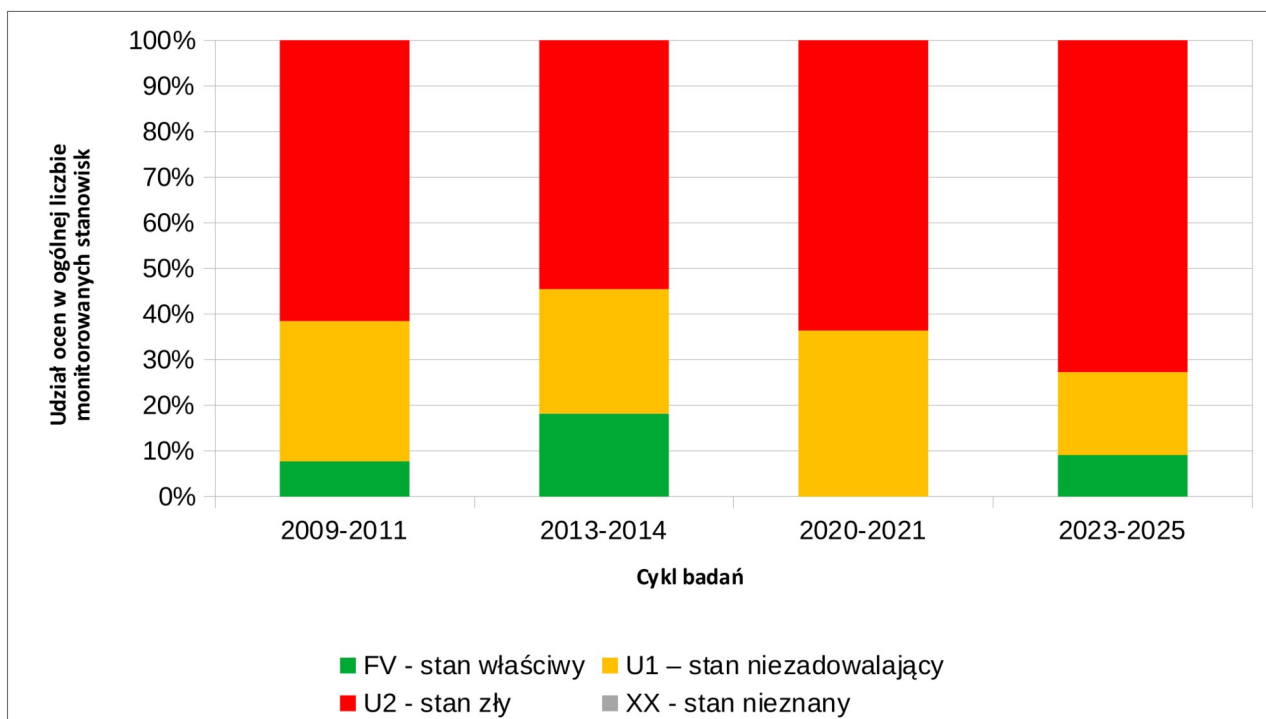 Udział ocen w ogólnej liczbie
monitorowanych stanowisk
100%
90%
80%
70%
60%
50%
40%
30%
20%
10%
0%
2009-2011 2013-2014 2020-2021 2023-2025
Cykl badań
FV - stan właściwy U1 – stan niezadowalający
U2 - stan zły XX - stan nieznany